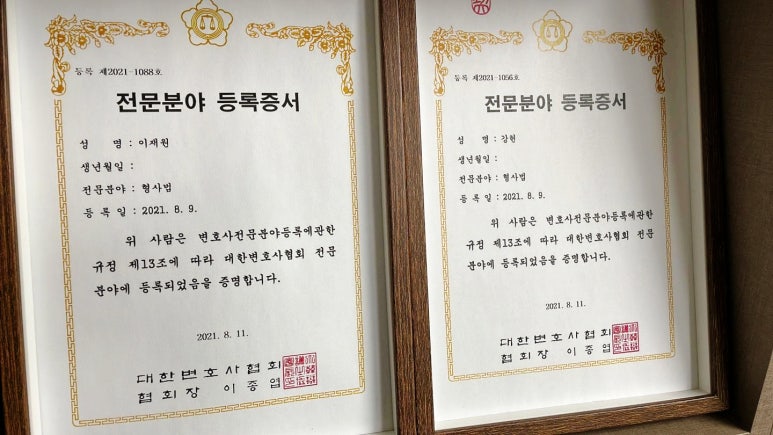 등록 제2021-1088호
전문분야 등록증서
성 명 : 이재원
생년월일 :
전문분야 : 형사법
등 록 일 : 2021. 8. 9.
위 사람은 변호사전문분야등록에관한
규정 제13조에 따라 대한변호사협회 전문
분야에 등록되었음을 증명합니다.
2021. 8. 11.
대한변호사협회
협회장 이종엽
등록 제2021-1056호
전문분야 등록증서
성 명 : 강현
생년월일 :
전문분야 : 형사법
등 록 일 : 2021. 8. 9.
위 사람은 변호사전문분야등록에관한
규정 제13조에 따라 대한변호사협회 전문
분야에 등록되었음을 증명합니다.
2021. 8. 11.
대한변호사협회
협회장 이종엽